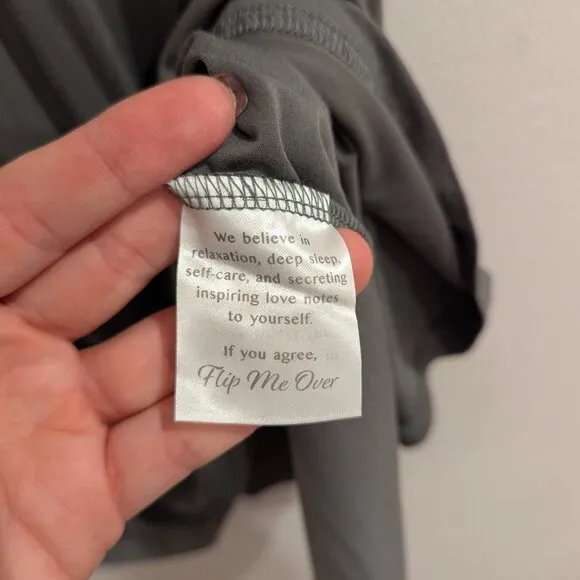 We believe in
relaxation, deep sleep,
self-care, and secreting
inspiring love notes
to yourself.
If you agree,
Flip Me Over